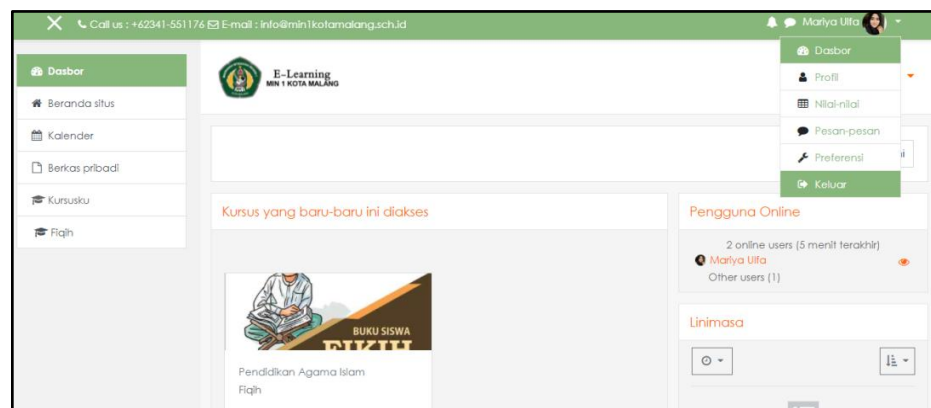 Call us : +62341-551176 E-mail : info@min1kotamalang.sch.id
Mariya Ulfa
Dasbor
Profil
Nilai-nilai
Pesan-pesan
Preferensi
Keluar
Dasbor
Beranda situs
Kalender
Berkas pribadi
Kursusku
Fiqih
E-Learning
MIN 1 KOTA MALANG
Kursus yang baru-baru ini diakses
BUKU SISWA
FIKIH
Pendidikan Agama Islam
Fiqih
Pengguna Online
2 online users (5 menit terakhir)
Mariya Ulfa
Other users (1)
Linimasa